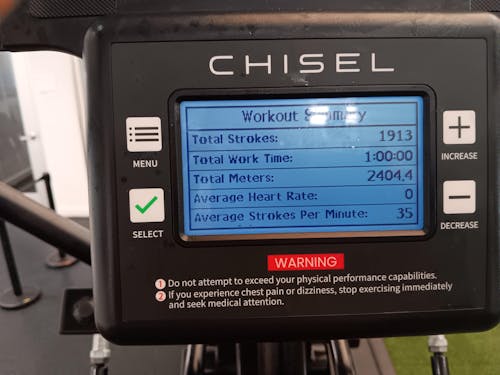 CHISEL
Workout Summary
Total Strokes: 1913
Total Work Time: 1:00:00
Total Meters: 2404.4
Average Heart Rate: 0
Average Strokes Per Minute: 35
MENU
INCREASE
SELECT
DECREASE
WARNING
1 Do not attempt to exceed your physical performance capabilities.
2 If you experience chest pain or dizziness, stop exercising immediately
and seek medical attention.